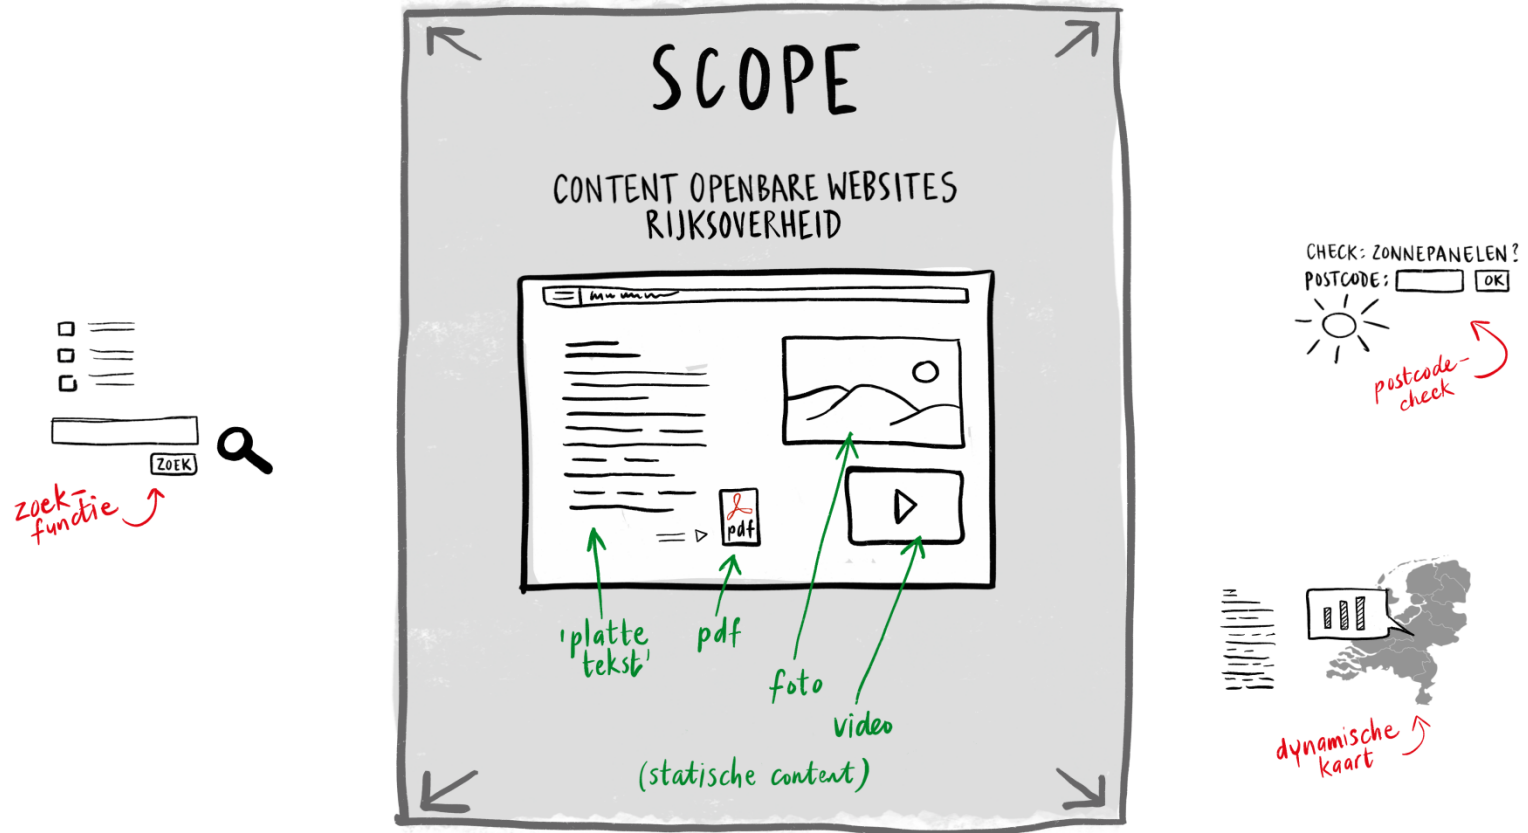 SCOPE
CONTENT OPENBARE WEBSITES
RIJKSOVERHEID
ZOEK
zoek-
functie
pdf
'platte
tekst'
pdf
foto
video
(statische content)
CHECK: ZONNEPANELEN?
POSTCODE:
OK
postcode-
check
dynamische
kaart